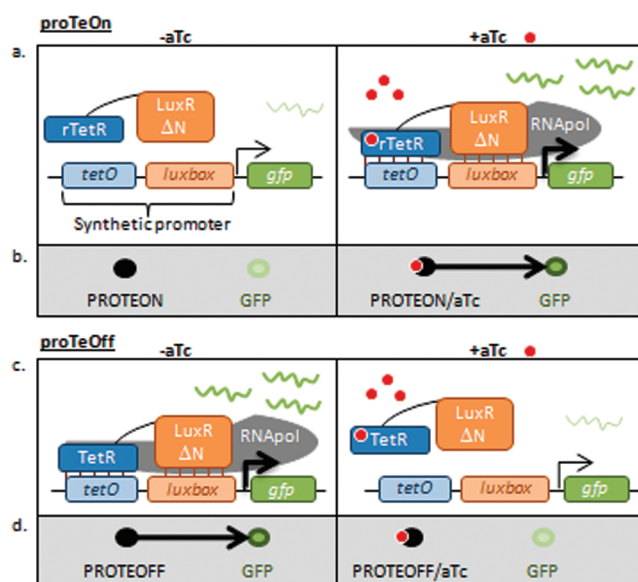 proTeOn
-aTc
+aTc
a.
LuxR
ΔN
rTetR
tetO
luxbox
gfp
Synthetic promoter
LuxR
ΔN
RNApol
rTetR
tetO
luxbox
gfp
b.
PROTEON
GFP
PROTEON/aTc
GFP
proTeOff
-aTc
+aTc
c.
LuxR
ΔN
RNApol
TetR
tetO
luxbox
gfp
LuxR
ΔN
TetR
tetO
luxbox
gfp
d.
PROTEOFF
GFP
PROTEOFF/aTc
GFP